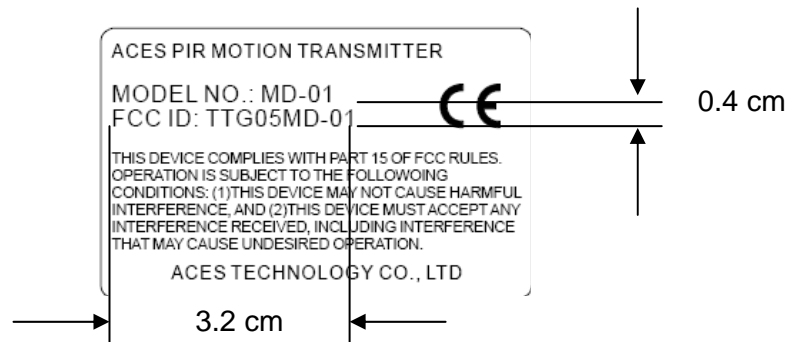 ACES PIR MOTION TRANSMITTER
MODEL NO.: MD-01
FCC ID: TTG05MD-01
CE
0.4 cm
THIS DEVICE COMPLIES WITH PART 15 OF FCC RULES.
OPERATION IS SUBJECT TO THE FOLLOWOING
CONDITIONS: (1)THIS DEVICE MAY NOT CAUSE HARMFUL
INTERFERENCE, AND (2)THIS DEVICE MUST ACCEPT ANY
INTERFERENCE RECEIVED, INCLUDING INTERFERENCE
THAT MAY CAUSE UNDESIRED OPERATION.
ACES TECHNOLOGY CO., LTD
3.2 cm